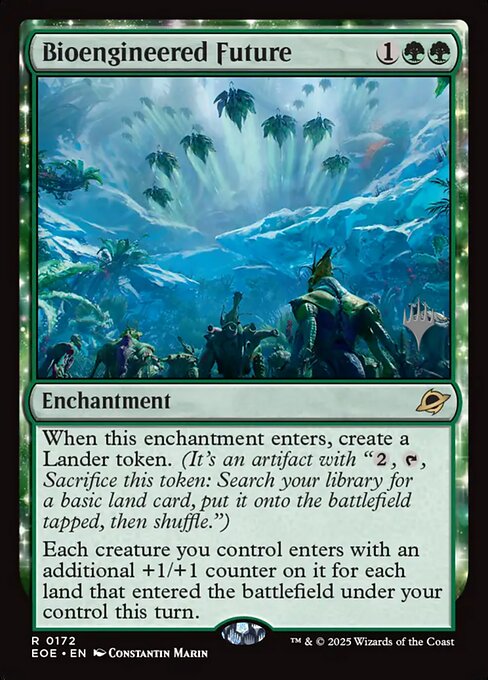 Bioengineered Future 1
Enchantment
When this enchantment enters, create a
Lander token. (It's an artifact with “2, ,
Sacrifice this token: Search your library for
a basic land card, put it onto the battlefield
tapped, then shuffle.”)
Each creature you control enters with an
additional +1/+1 counter on it for each
land that entered the battlefield under your
control this turn.
R 0172
EOE • EN Constantin Marin
™ & © 2025 Wizards of the Coast